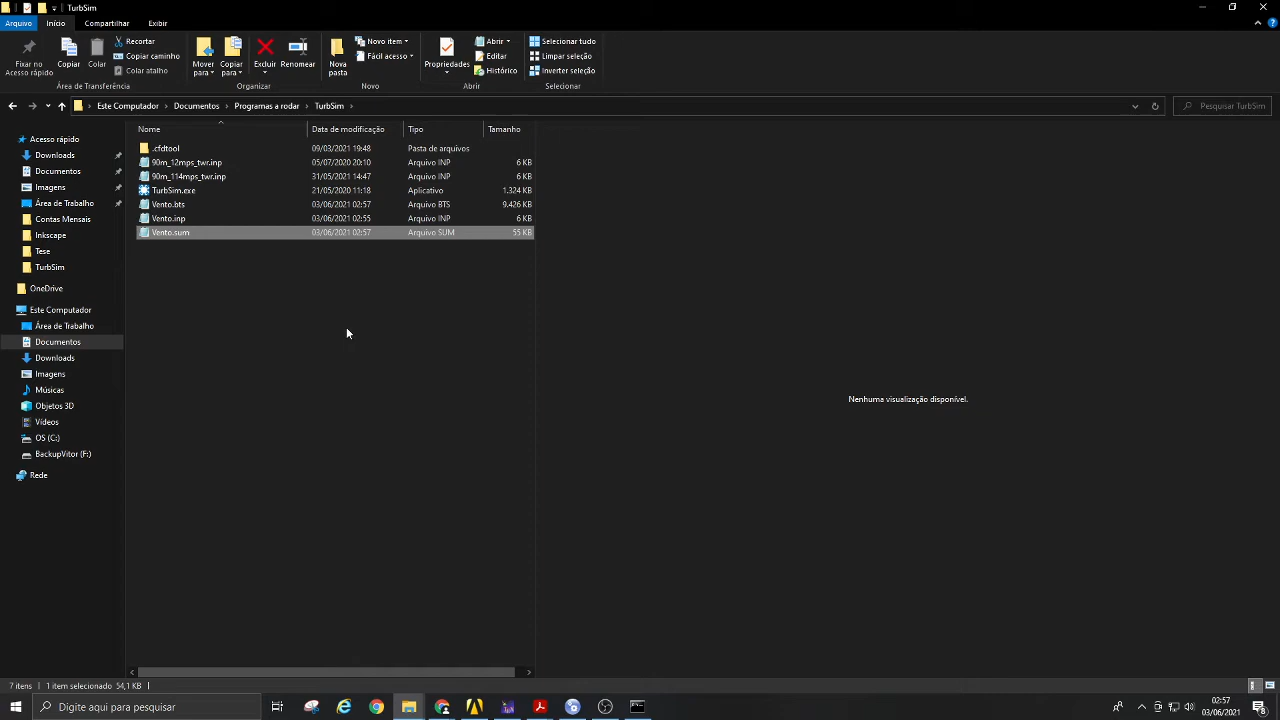 TurbSim
Arquivo Início Compartilhar Exibir
Fixar no
Acesso rápido
Copiar
Colar
Recortar
Copiar caminho
Colar atalho
Área de Transferência
Mover
para
Copiar
para
Excluir
Renomear
Organizar
Nova
pasta
Novo item
Fácil acesso
Novo
Propriedades
Abrir
Editar
Histórico
Abrir
Selecionar tudo
Limpar seleção
Inverter seleção
Selecionar
Este Computador > Documentos > Programas a rodar > TurbSim >
Pesquisar TurbSim
Acesso rápido
Downloads
Documentos
Imagens
Área de Trabalho
Contas Mensais
Inkscape
Tese
TurbSim
OneDrive
Este Computador
Área de Trabalho
Documentos
Downloads
Imagens
Músicas
Objetos 3D
Vídeos
OS (C:)
BackupVitor (F:)
Rede
Nome Data de modificação Tipo Tamanho
.cfdtool 09/03/2021 19:48 Pasta de arquivos
90m_12mps_twr.inp 05/07/2020 20:10 Arquivo INP 6 KB
90m_114mps_twr.inp 31/05/2021 14:47 Arquivo INP 6 KB
TurbSim.exe 21/05/2020 11:18 Aplicativo 1.324 KB
Vento.bts 03/06/2021 02:57 Arquivo BTS 9.426 KB
Vento.inp 03/06/2021 02:55 Arquivo INP 6 KB
Vento.sum 03/06/2021 02:57 Arquivo SUM 55 KB
Nenhuma visualização disponível.
7 itens 1 item selecionado 54,1 KB
Digite aqui para pesquisar
02:57
03/06/2021